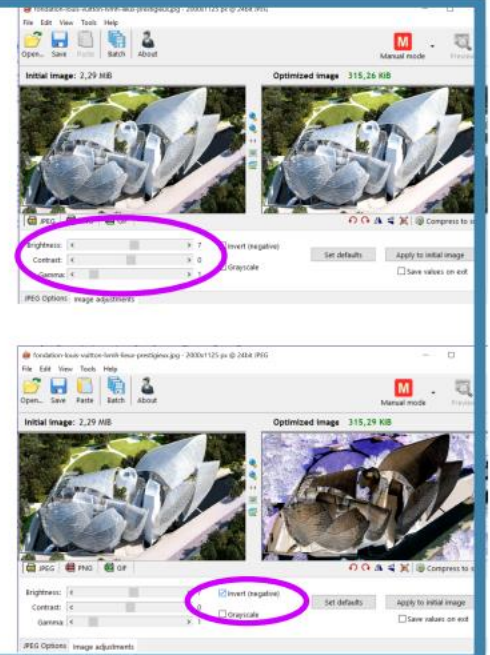 fondation-louis-vuitton-lvmh-lieux-prestigieux.jpg - 2000x1125 px @ 24bit JPEG
File Edit View Tools Help
Open... Save Paste Batch About
Manual mode Preview
Initial image: 2,29 MiB
Optimized image 315,26 KiB
JPEG GIF
Compress to
Brightness: 7
Contrast: 0
Gamma: 1
Invert (negative)
Grayscale
Set defaults
Apply to initial image
Save values on exit
JPEG Options Image adjustments
fondation-louis-vuitton-lvmh-lieux-prestigieux.jpg - 2000x1125 px @ 24bit JPEG
File Edit View Tools Help
Open... Save Paste Batch About
Manual mode
Initial image: 2,29 MiB
Optimized image 315,29 KiB
JPEG PNG GIF
Compress to
Brightness:
Contrast: 0
Gamma: 1
Invert (negative)
Grayscale
Set defaults
Apply to initial image
Save values on exit
JPEG Options Image adjustments